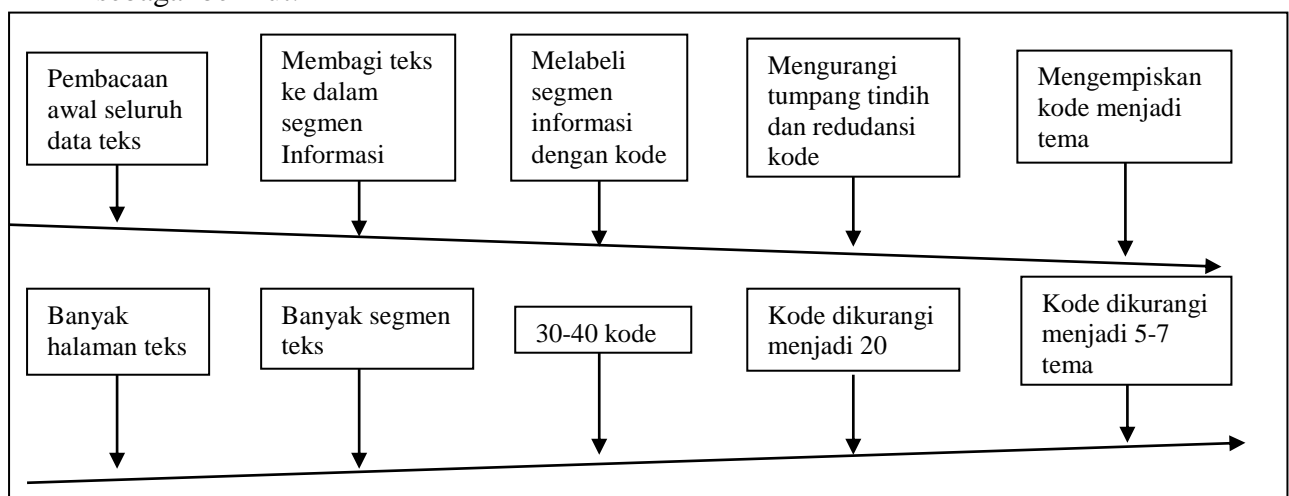 Pembacaan
awal seluruh
data teks
Membagi teks
ke dalam
segmen
Informasi
Melabeli
segmen
informasi
dengan kode
Mengurangi
tumpang tindih
dan redudansi
kode
Mengempiskan
kode menjadi
tema
Banyak
halaman teks
Banyak segmen
teks
30-40 kode
Kode dikurangi
menjadi 20
Kode dikurangi
menjadi 5-7
tema